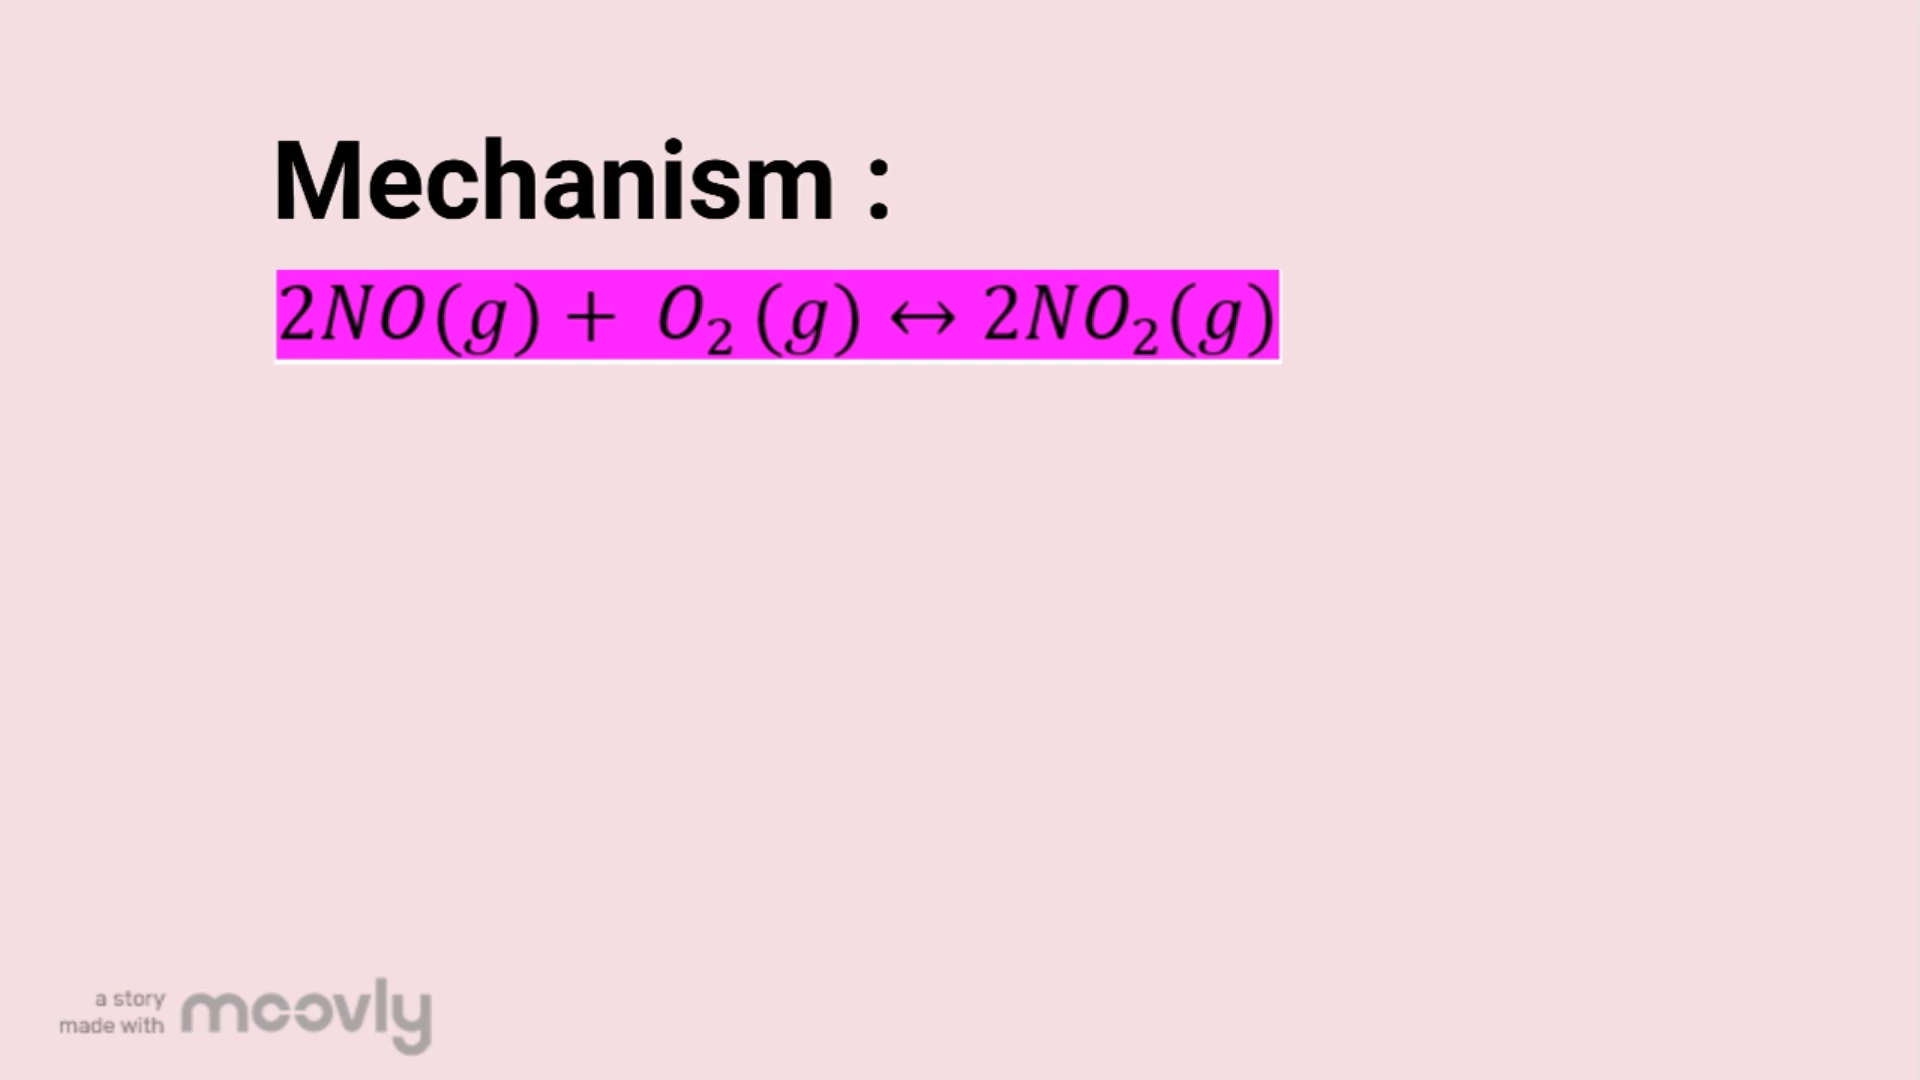 Mechanism :
2NO(g) + O₂ (g) ↔ 2NO₂(g)
a story
made with
moovly